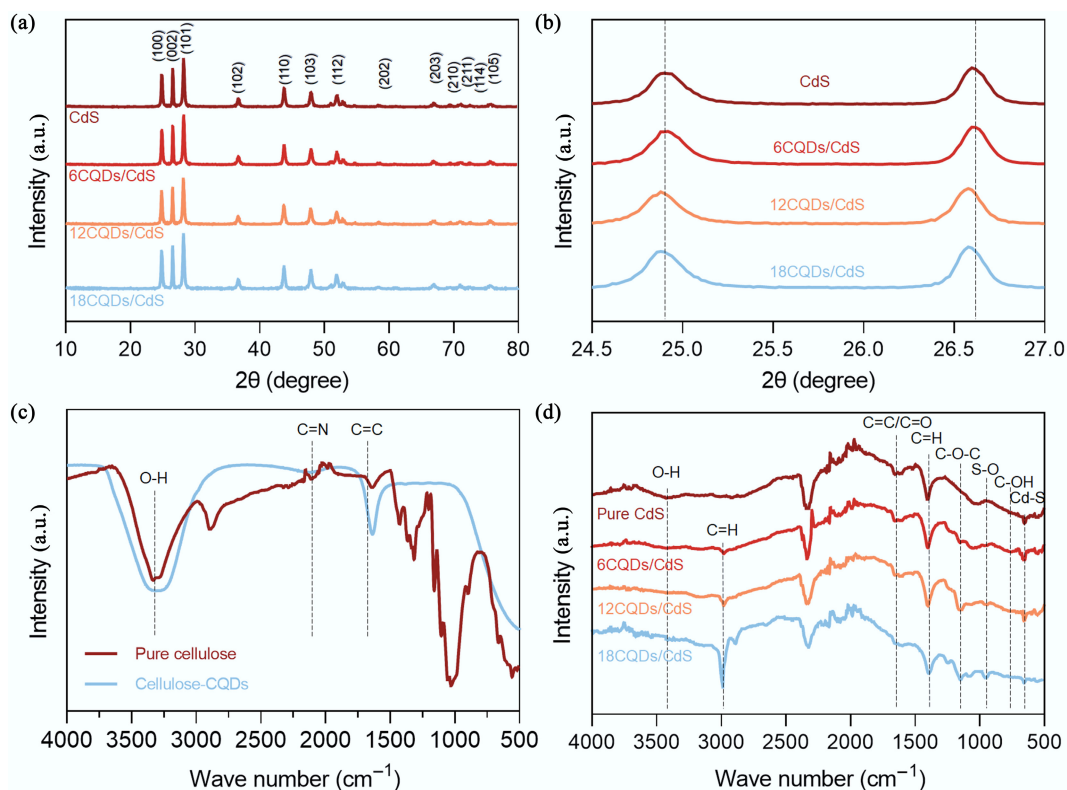 (a)
Intensity (a.u.)
(100)
(002)
(101)
(102)
(110)
(103)
(112)
(202)
(203)
(210)
(211)
(114)
(105)
CdS
6CQDs/CdS
12CQDs/CdS
18CQDs/CdS
10 20 30 40 50 60 70 80
2θ (degree)
(b)
Intensity (a.u.)
CdS
6CQDs/CdS
12CQDs/CdS
18CQDs/CdS
24.5 25.0 25.5 26.0 26.5 27.0
2θ (degree)
(c)
Intensity (a.u.)
O-H
C=N
C=C
Pure cellulose
Cellulose-CQDs
4000 3500 3000 2500 2000 1500 1000 500
Wave number (cm⁻¹)
(d)
Intensity (a.u.)
O-H
C=H
C=C/C=O
C=H
C-O-C
S-O
C-OH
Cd-S
Pure CdS
6CQDs/CdS
12CQDs/CdS
18CQDs/CdS
4000 3500 3000 2500 2000 1500 1000 500
Wave number (cm⁻¹)